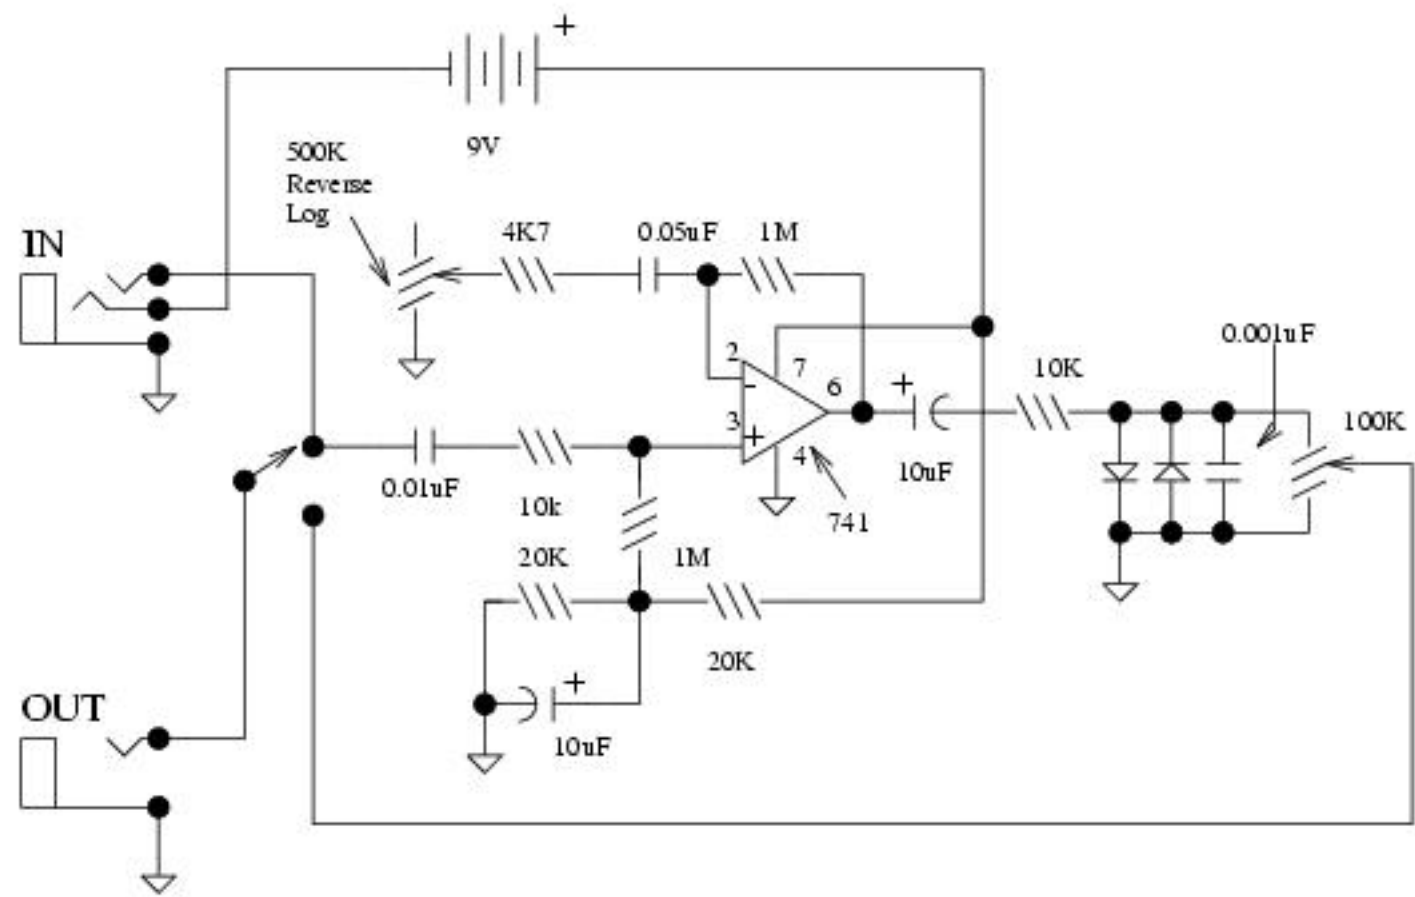 +
9V
500K
Reverse
Log
IN
4K7
0.05uF
1M
2
7
-
6
+
3
+
4
0.001uF
10K
100K
0.01uF
10k
10uF
741
20K
1M
20K
OUT
+
10uF